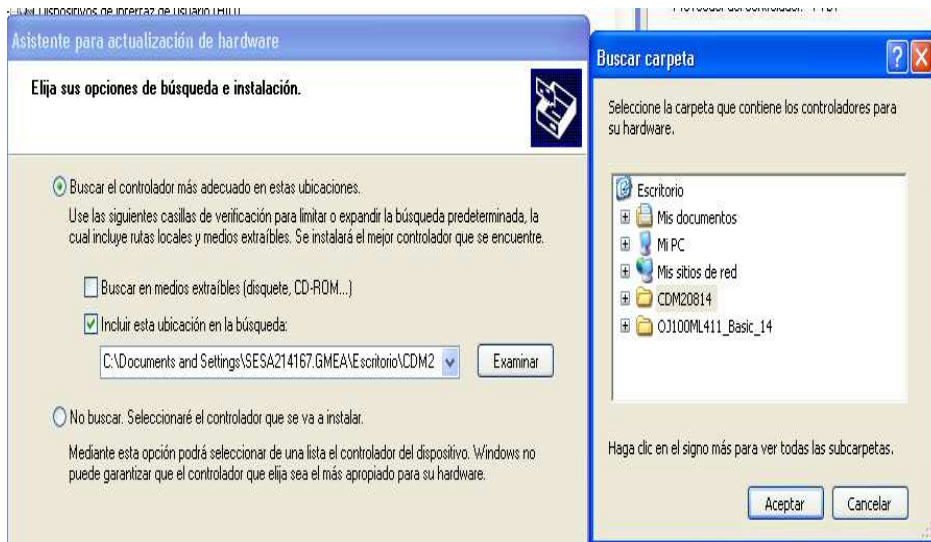 Dispositivos de interfaz de usuario (HID)
Asistente para actualización de hardware
Elija sus opciones de búsqueda e instalación.
Buscar el controlador más adecuado en estas ubicaciones.
Use las siguientes casillas de verificación para limitar o expandir la búsqueda predeterminada, la
cual incluye rutas locales y medios extraíbles. Se instalará el mejor controlador que se encuentre.
Buscar en medios extraíbles (disquete, CD-ROM...)
Incluir esta ubicación en la búsqueda:
C:\Documents and Settings\SESA214167.GMEA\Escritorio\CDM2
Examinar
No buscar. Seleccionaré el controlador que se va a instalar.
Mediante esta opción podrá seleccionar de una lista el controlador del dispositivo. Windows no
puede garantizar que el controlador que elija sea el más apropiado para su hardware.
Buscar carpeta
Seleccione la carpeta que contiene los controladores para
su hardware.
Escritorio
Mis documentos
Mi PC
Mis sitios de red
CDM20814
OJ100ML411_Basic_14
Haga clic en el signo más para ver todas las subcarpetas.
Aceptar
Cancelar